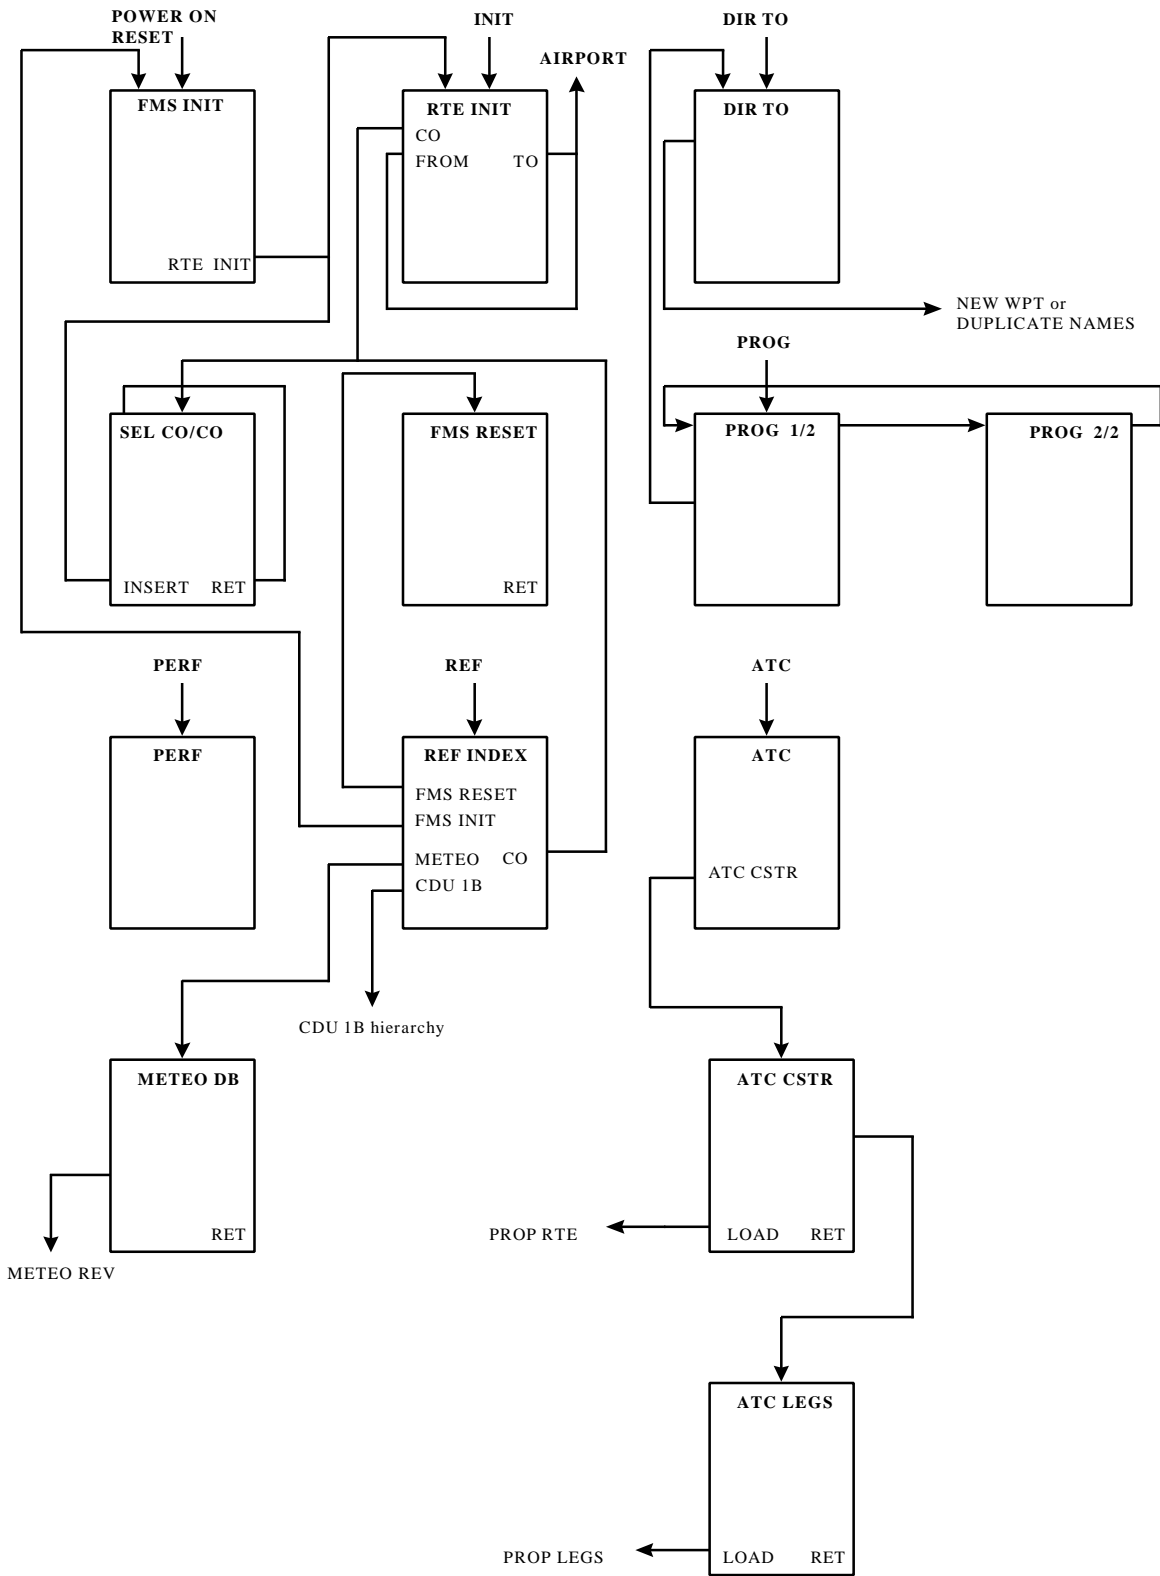 POWER ON
RESET
INIT
DIR TO
AIRPORT
FMS INIT
RTE INIT
RTE INIT
CO
FROM TO
DIR TO
NEW WPT or
DUPLICATE NAMES
PROG
SEL CO/CO
INSERT RET
FMS RESET
RET
PROG 1/2
PROG 2/2
PERF
REF
ATC
PERF
REF INDEX
FMS RESET
FMS INIT
METEO CO
CDU 1B
ATC
ATC CSTR
CDU 1B hierarchy
METEO DB
RET
METEO REV
ATC CSTR
PROP RTE
LOAD RET
ATC LEGS
PROP LEGS
LOAD RET